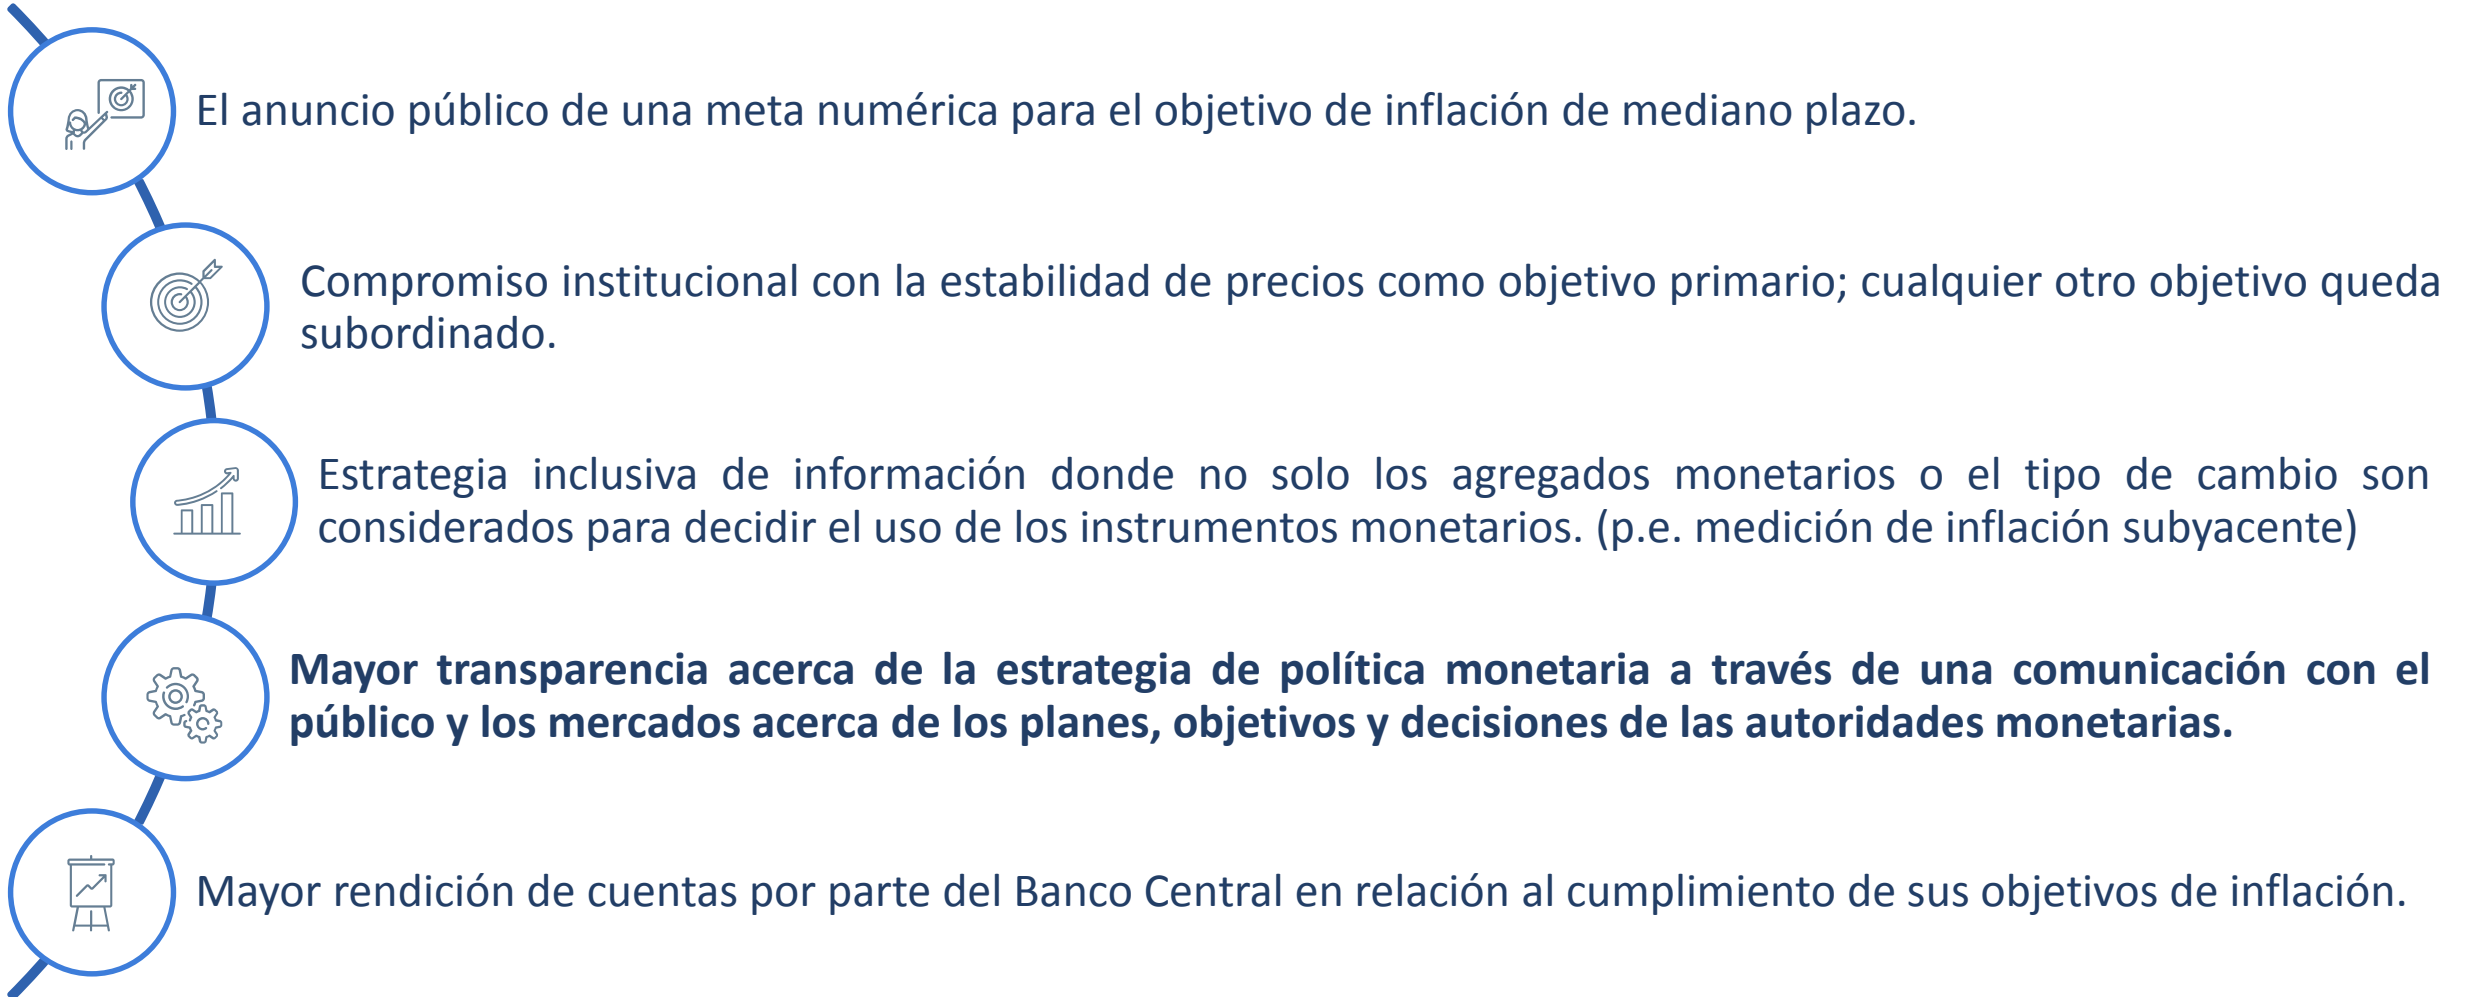 El anuncio público de una meta numérica para el objetivo de inflación de mediano plazo.
Compromiso institucional con la estabilidad de precios como objetivo primario; cualquier otro objetivo queda
subordinado.
Estrategia inclusiva de información donde no solo los agregados monetarios o el tipo de cambio son
considerados para decidir el uso de los instrumentos monetarios. (p.e. medición de inflación subyacente)
Mayor transparencia acerca de la estrategia de política monetaria a través de una comunicación con el
público y los mercados acerca de los planes, objetivos y decisiones de las autoridades monetarias.
Mayor rendición de cuentas por parte del Banco Central en relación al cumplimiento de sus objetivos de inflación.